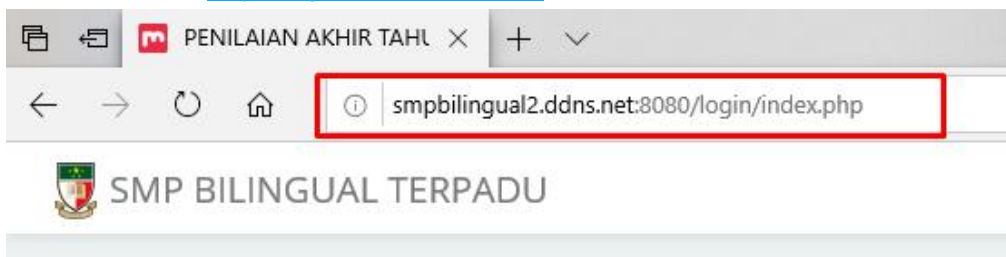 PENILAIAN AKHIR TAHU
smpbilingual2.ddns.net:8080/login/index.php
SMP BILINGUAL TERPADU